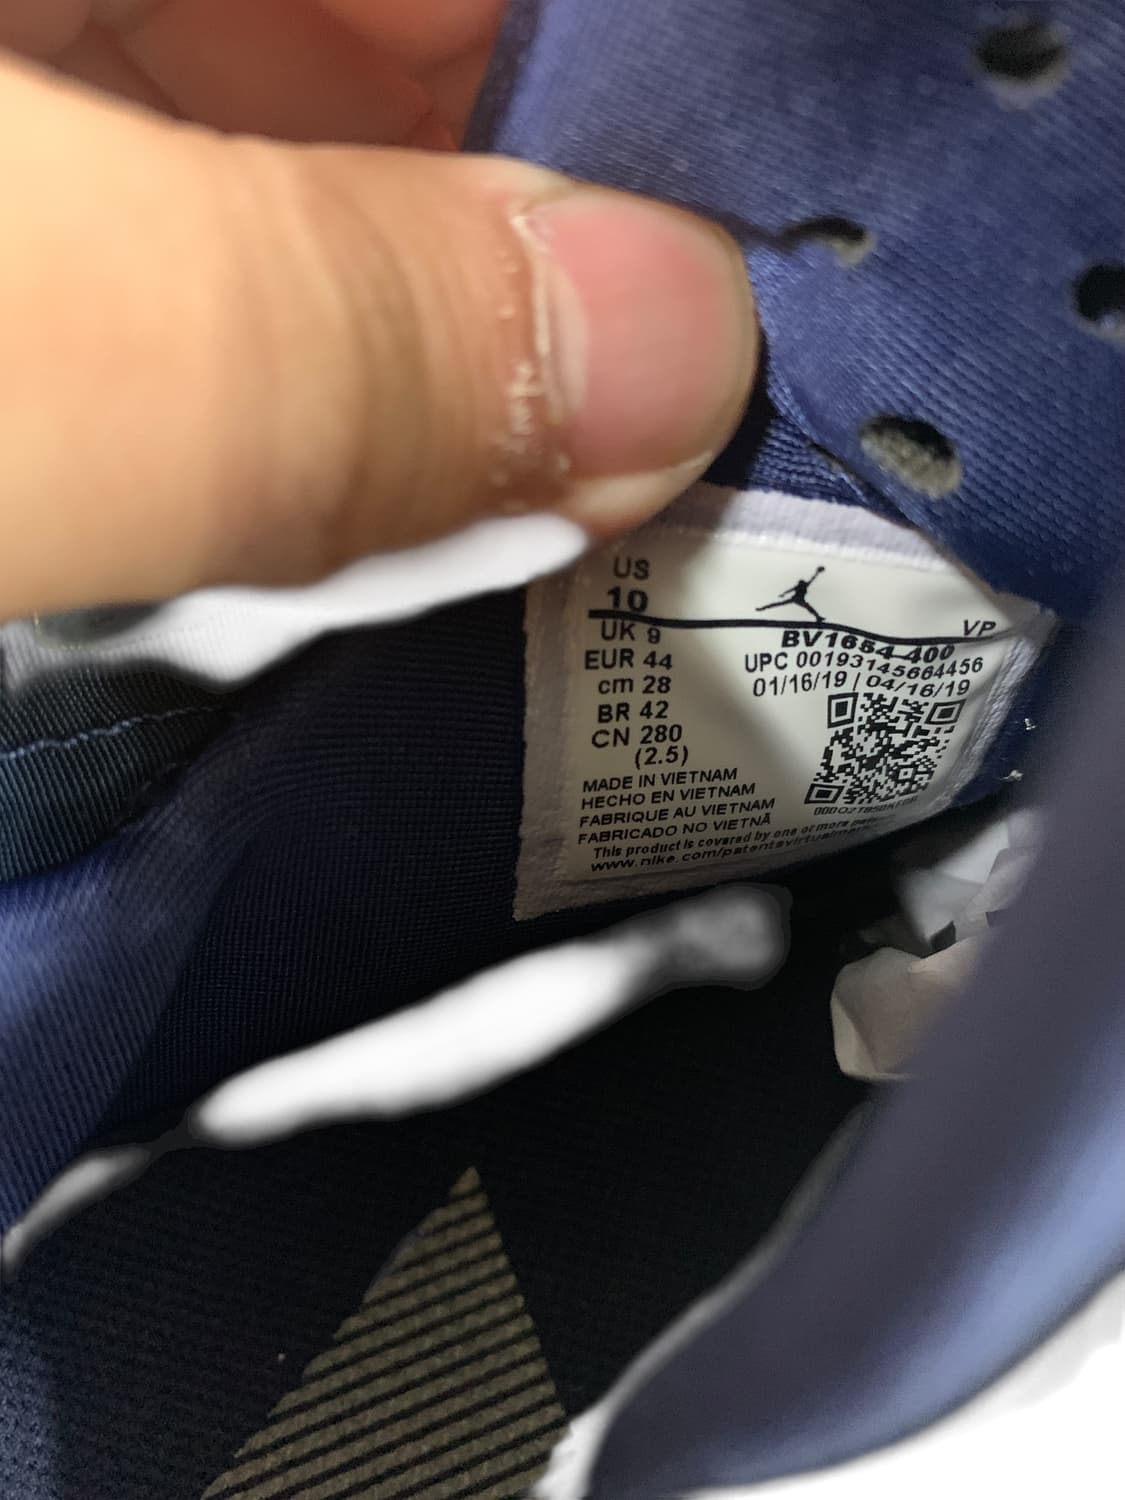 US
10
VP
UK 9
EUR 44
cm 28
BR 42
CN 280
(2.5)
BV1654-400
UPC 00193145664456
01/16/19 | 04/16/19
MADE IN VIETNAM
HECHO EN VIETNAM
FABRIQUE AU VIETNAM
FABRICADO NO VIETNÃ
This product is covered by one or more
www.nike.com/patents